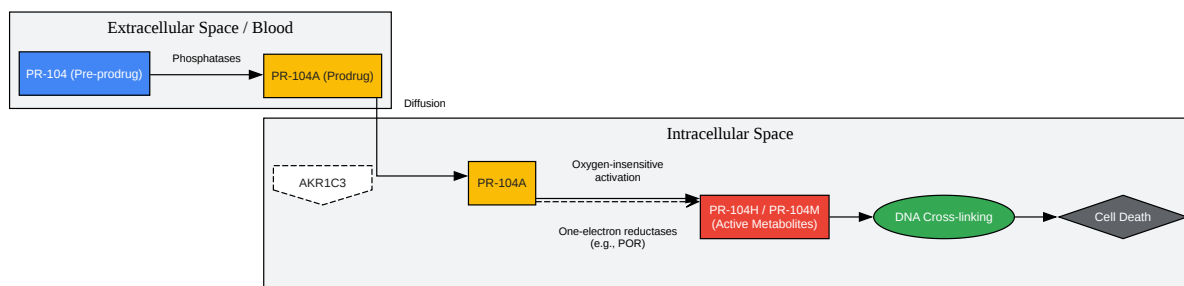 Extracellular Space / Blood
PR-104 (Pre-prodrug)
Phosphatases
PR-104A (Prodrug)
Diffusion
Intracellular Space
AKR1C3
PR-104A
Oxygen-insensitive
activation
One-electron reductases
(e.g., POR)
PR-104H / PR-104M
(Active Metabolites)
DNA Cross-linking
Cell Death